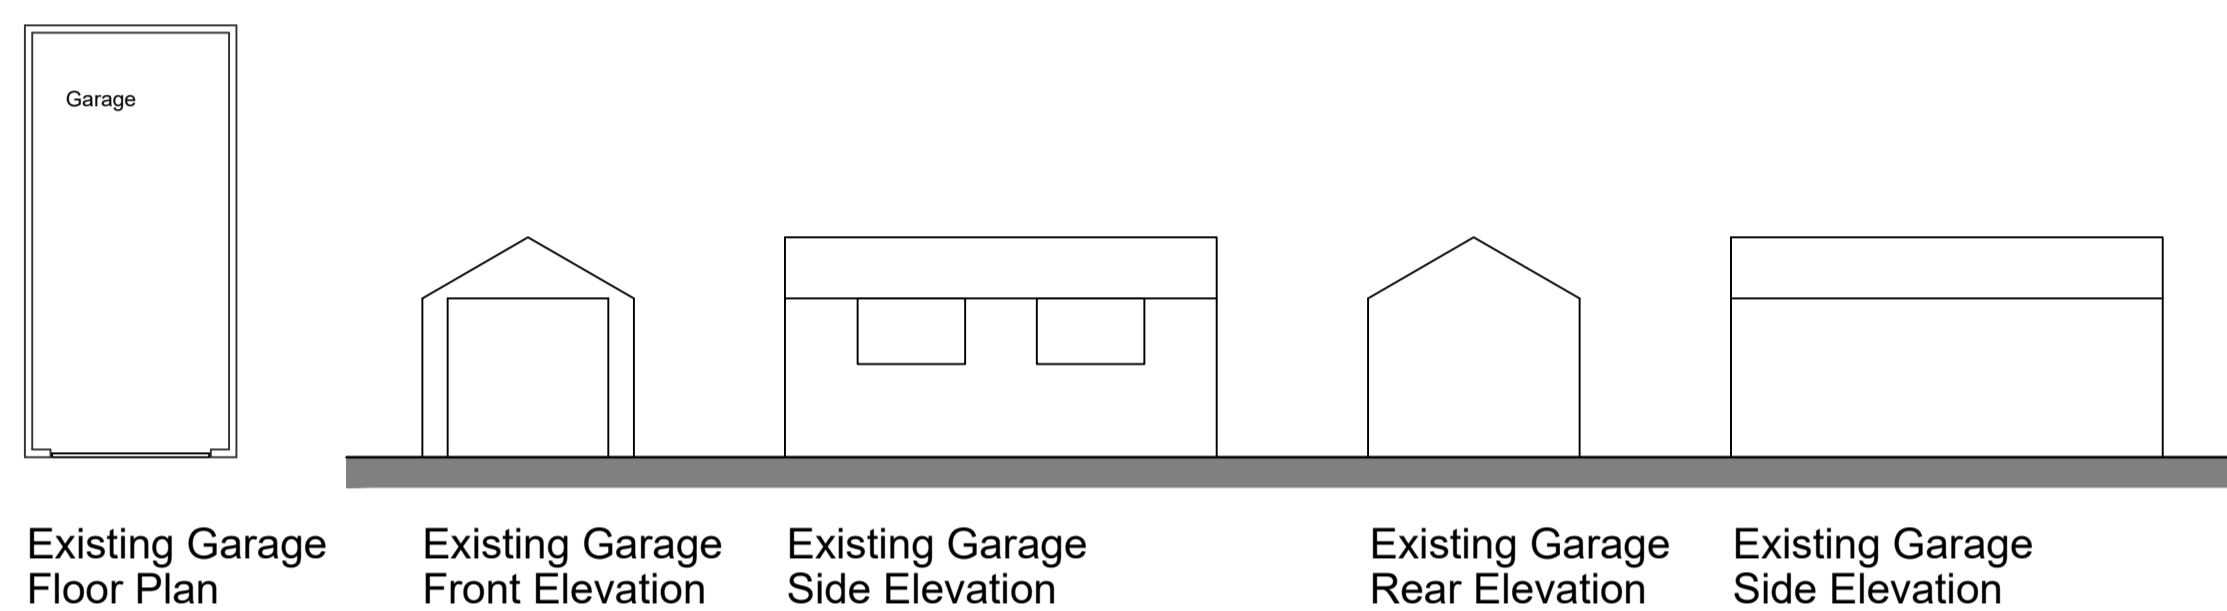 Garage
Existing Garage
Floor Plan
Existing Garage
Front Elevation
Existing Garage
Side Elevation
Existing Garage
Rear Elevation
Existing Garage
Side Elevation